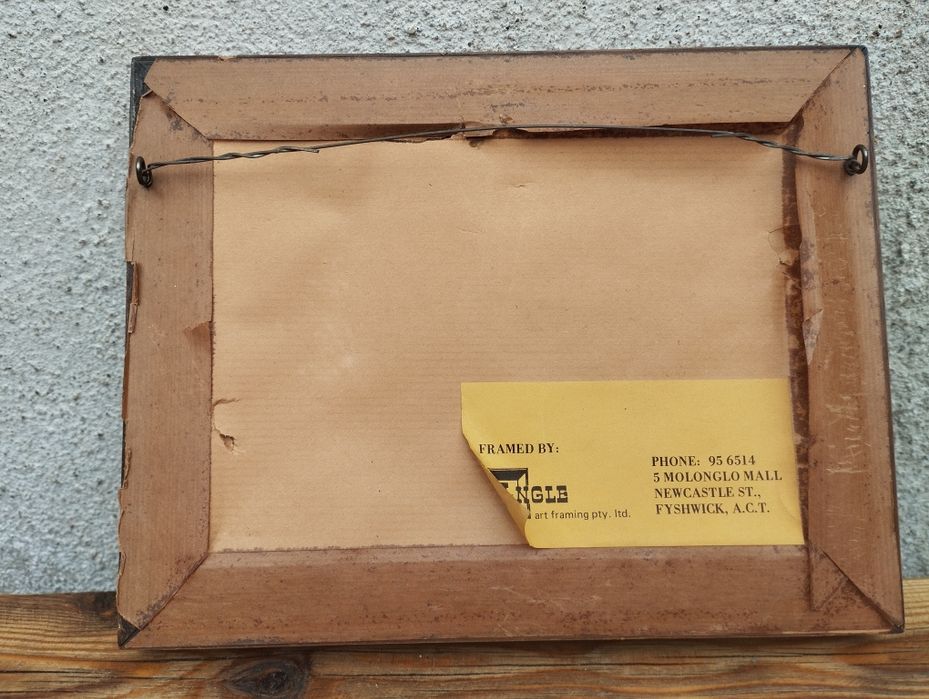 FRAMED BY:
art framing pty. ltd.
PHONE: 95 6514
5 MOLONGLO MALL
NEWCASTLE ST.,
FYSHWICK, A.C.T.